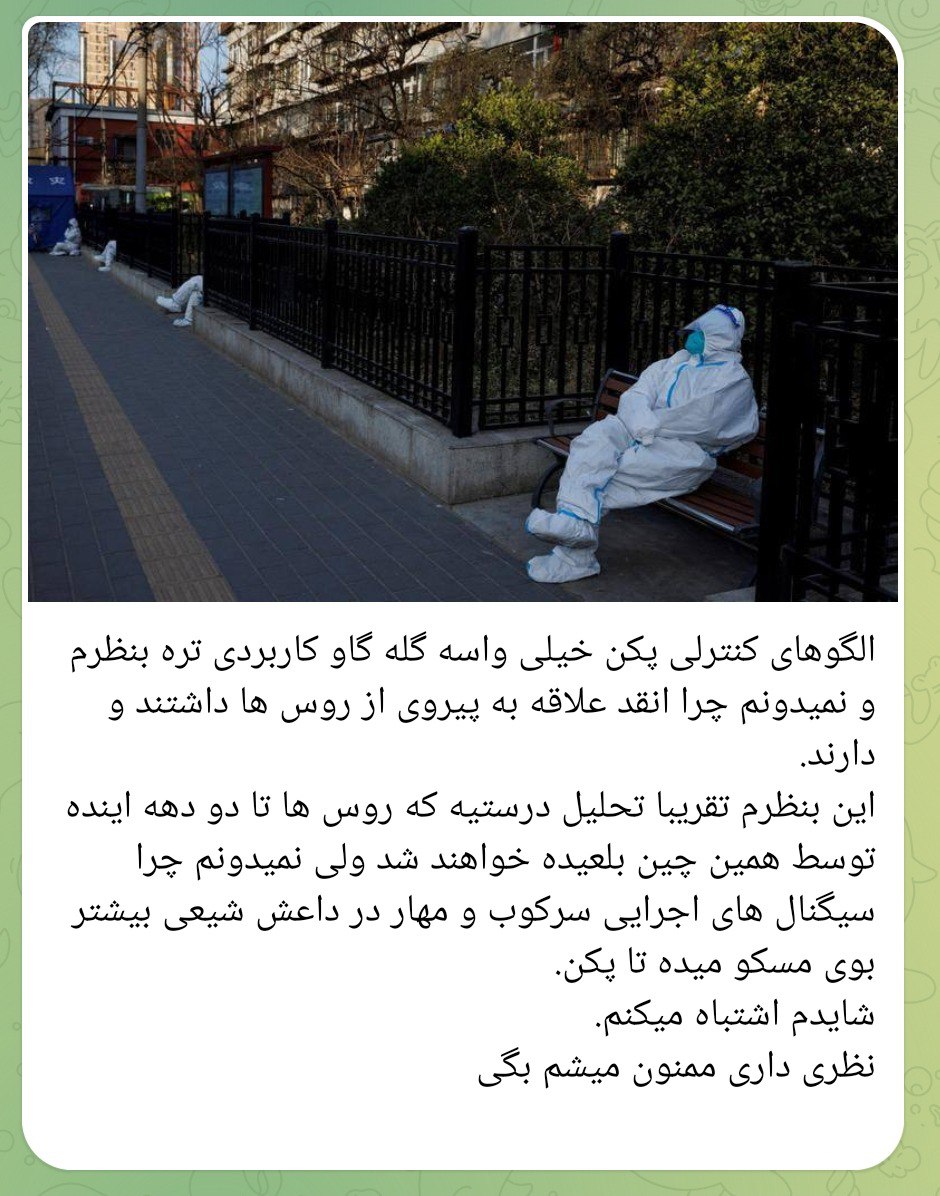 الگوهای کنترلی پکن خیلی واسه گله گاو کاربردی تره بنظرم
و نمیدونم چرا انقد علاقه به پیروی از روس ها داشتند و
دارند.
این بنظرم تقریبا تحلیل درستیه که روس ها تا دو دهه اینده
توسط همین چین بلعیده خواهند شد ولی نمیدونم چرا
سیگنال های اجرایی سرکوب و مهار در داعش شیعی بیشتر
بوی مسکو میده تا پکن.
شایدم اشتباه میکنم.
نظری داری ممنون میشم بگی